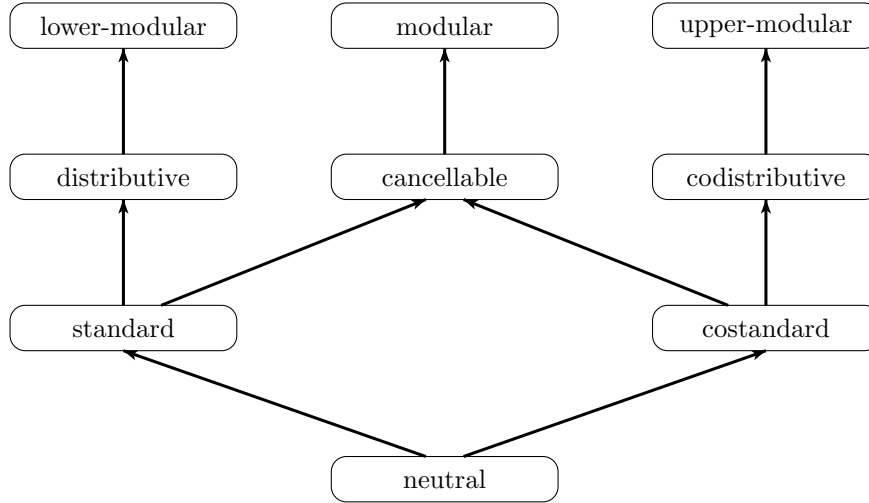 lower-modular
modular
upper-modular
distributive
cancellable
codistributive
standard
costandard
neutral